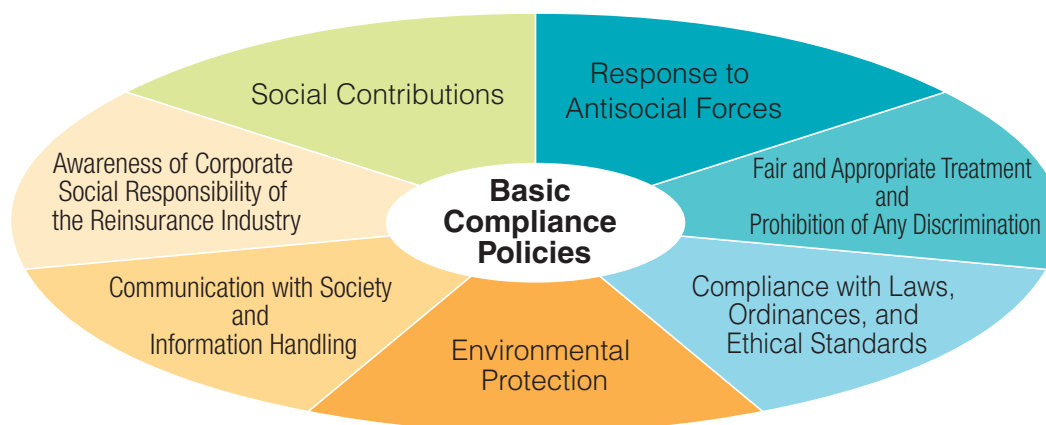 Social Contributions
Response to
Antisocial Forces
Awareness of Corporate
Social Responsibility of
the Reinsurance Industry
Basic
Compliance
Policies
Fair and Appropriate Treatment
and
Prohibition of Any Discrimination
Communication with Society
and
Information Handling
Environmental
Protection
Compliance with Laws,
Ordinances, and
Ethical Standards